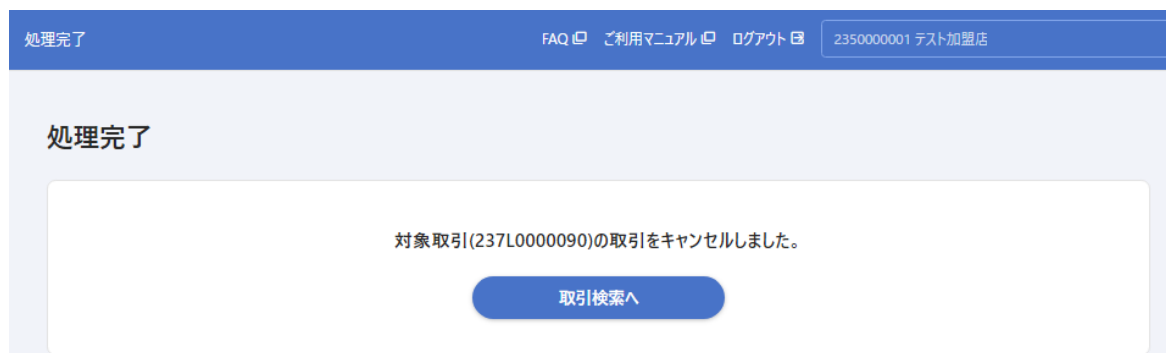 処理完了 FAQ ご利用マニュアル ログアウト 2350000001 テスト加盟店
処理完了
対象取引(237L0000090)の取引をキャンセルしました。
取引検索へ